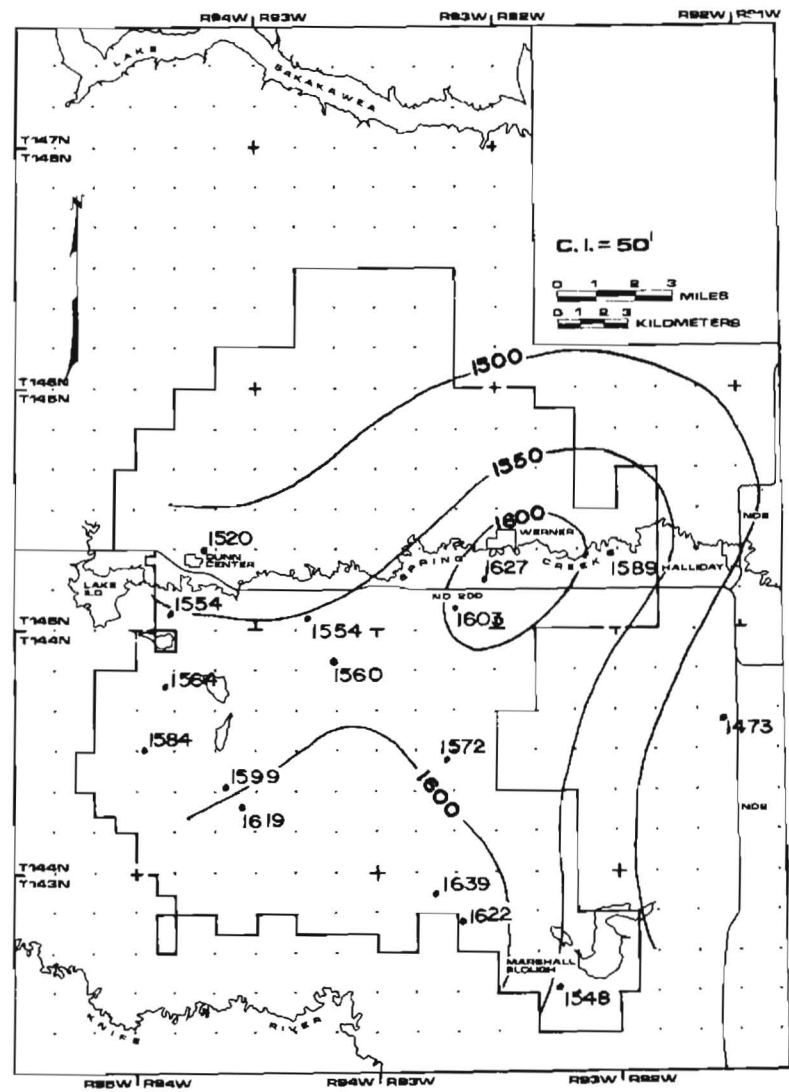 R94W R93W
R93W R92W
R92W R91W
LAKE
SAKAKAWEA
T147N
T146N
N
C.I. = 50'
0 1 2 3
MILES
0 1 2 3
KILOMETERS
T146N
T145N
1500
1550
1600
WERNER
ND8
1520
DUNN
CENTER
SPRING CREEK
1627
1589
HALLIDAY
LAKE
ILO
ND 200
1554
1554
1603
T145N
T144N
1560
1564
1473
1584
1572
1599
1600
1619
ND8
T144N
T143N
1639
1622
MARSHALL
SLOUGH
1548
KNIFE
RIVER
R95W R94W
R94W R93W
R93W R92W